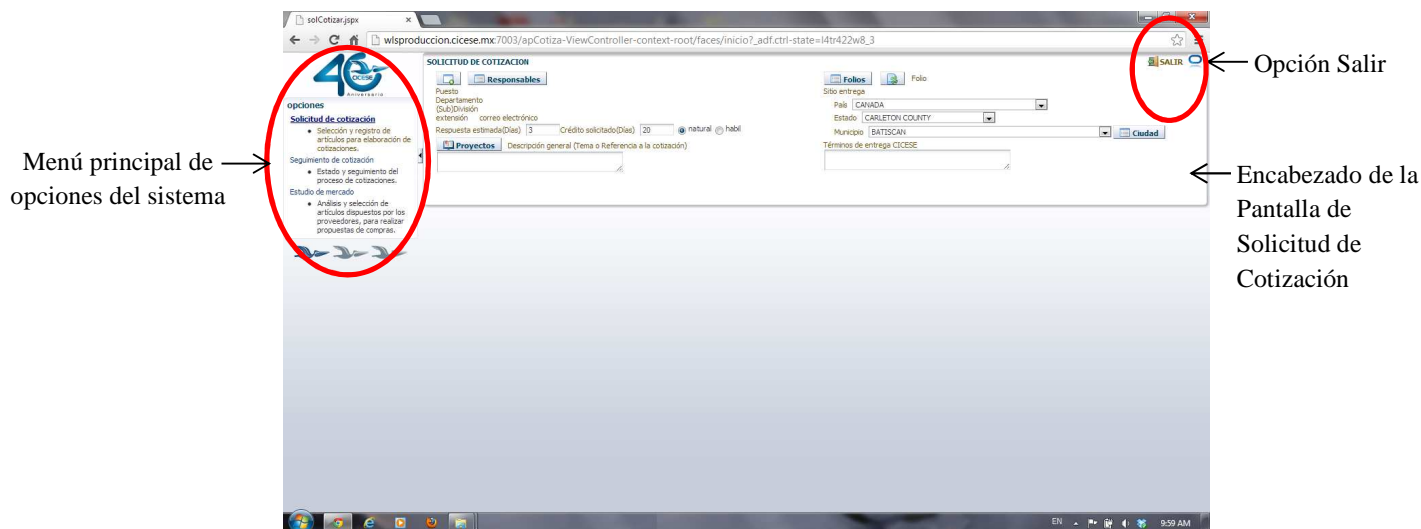 solCotizar.jspx
wlsproduccion.cicese.mx:7003/apCotiza-ViewController-context-root/faces/inicio?_adf.ctrl-state=l4tr422w8_3
40 CICESE
Aniversario
opciones
Solicitud de cotización
• Selección y registro de
artículos para elaboración de
cotizaciones.
Seguimiento de cotización
• Estado y seguimiento del
proceso de cotizaciones.
Estudio de mercado
• Análisis y selección de
artículos dispuestos por los
proveedores, para realizar
propuestas de compras.
SOLICITUD DE COTIZACION
SALIR
Responsables
Puesto
Departamento
(Sub)División
extensión correo electrónico
Respuesta estimada(Días) 3 Crédito solicitado(Días) 20 natural habil
Proyectos Descripción general (Tema o Referencia a la cotización)
Folios Folio
Sitio entrega
País CANADA
Estado CARLETON COUNTY
Municipio BATISCAN Ciudad
Términos de entrega CICESE
Menú principal de
opciones del sistema
Opción Salir
Encabezado de la
Pantalla de
Solicitud de
Cotización
EN 9:59 AM